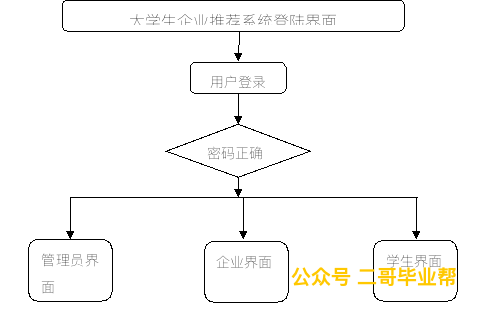 大学生企业推荐系统登陆界面
用户登录
密码正确
管理员界
面
企业界面
学生界面
公众号 二哥毕业帮